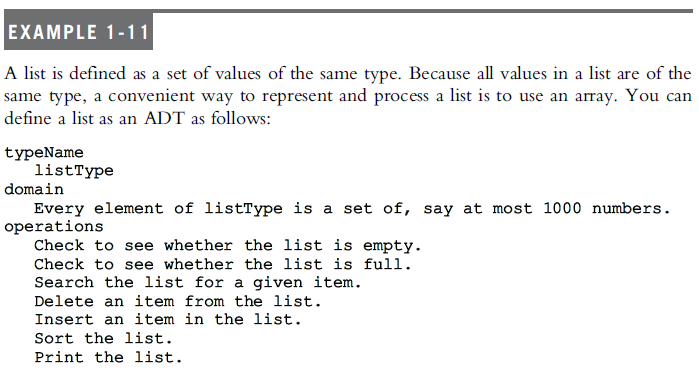 EXAMPLE 1-11
A list is defined as a set of values of the same type. Because all values in a list are of the
same type, a convenient way to represent and process a list is to use an array. You can
define a list as an ADT as follows:
typeName
listType
domain
Every element of listType is a set of, say at most 1000 numbers.
operations
Check to see whether the list is empty.
Check to see whether the list is full.
Search the list for a given item.
Delete an item from the list.
Insert an item in the list.
Sort the list.
Print the list.